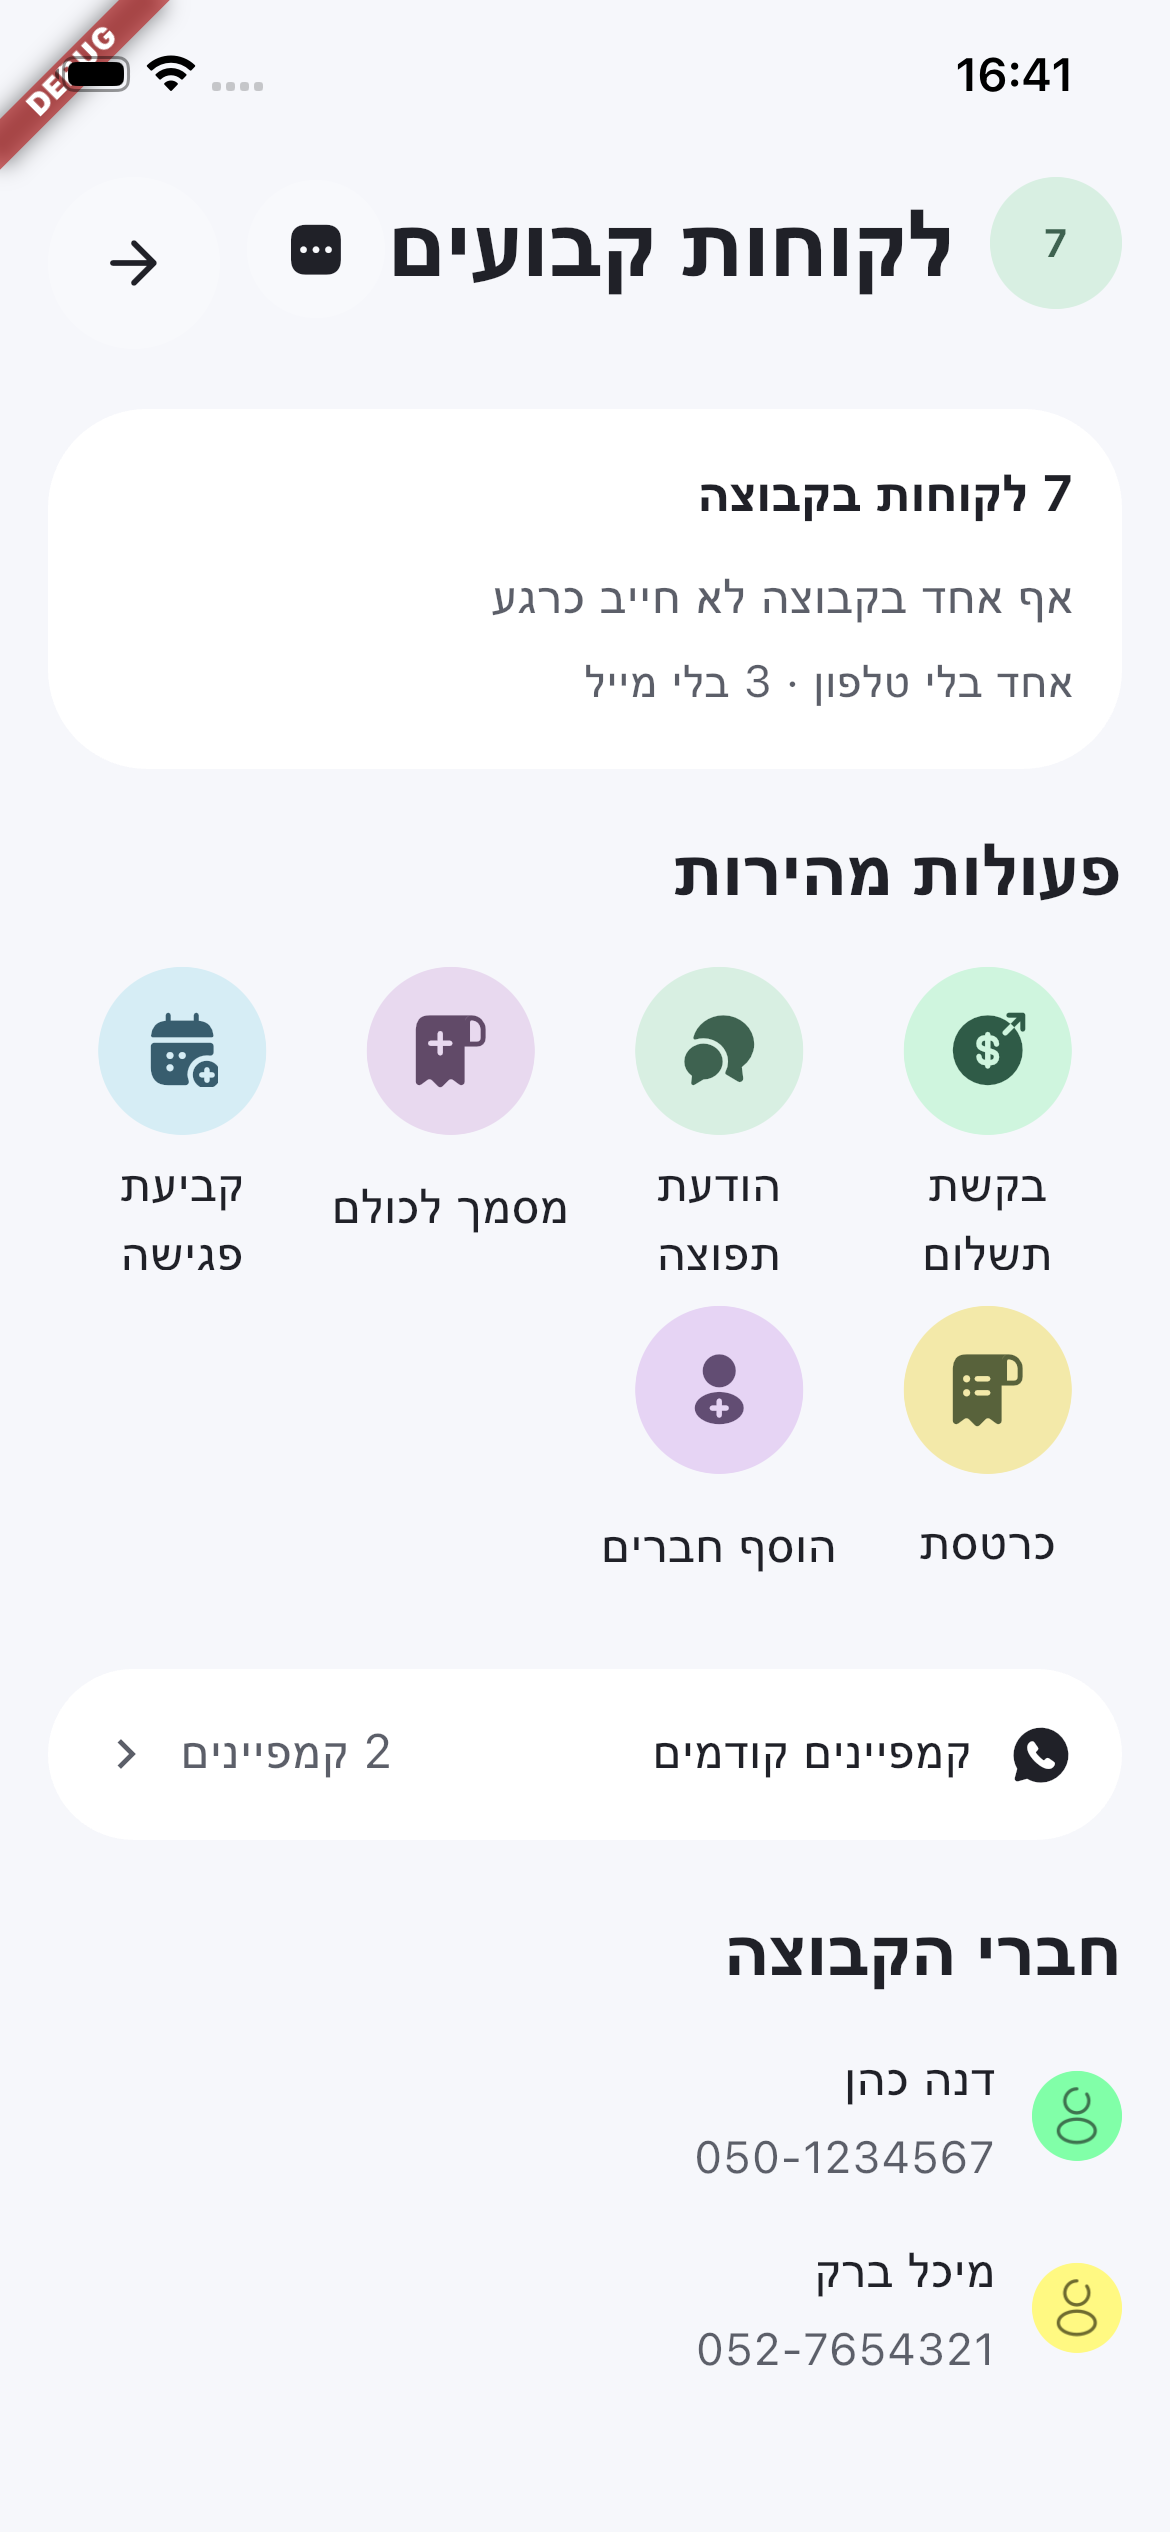 DEBUG
16:41
7
לקוחות קבועים
7 לקוחות בקבוצה
אף אחד בקבוצה לא חייב כרגע
אחד בלי טלפון · 3 בלי מייל
פעולות מהירות
בקשת
תשלום
הודעת
תפוצה
מסמך לכולם
קביעת
פגישה
כרטסת
הוסף חברים
קמפיינים קודמים
2 קמפיינים
חברי הקבוצה
דנה כהן
050-1234567
מיכל ברק
052-7654321